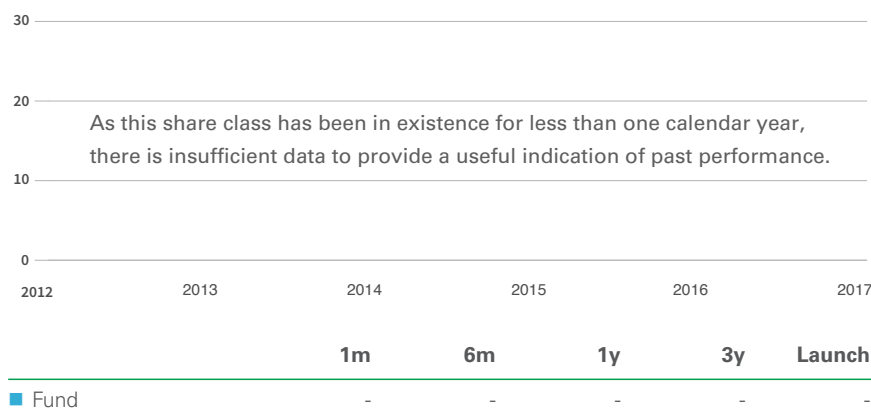 30
20
As this share class has been in existence for less than one calendar year,
there is insufficient data to provide a useful indication of past performance.
10
0
2012 2013 2014 2015 2016 2017
1m 6m 1y 3y Launch
Fund - - - - -